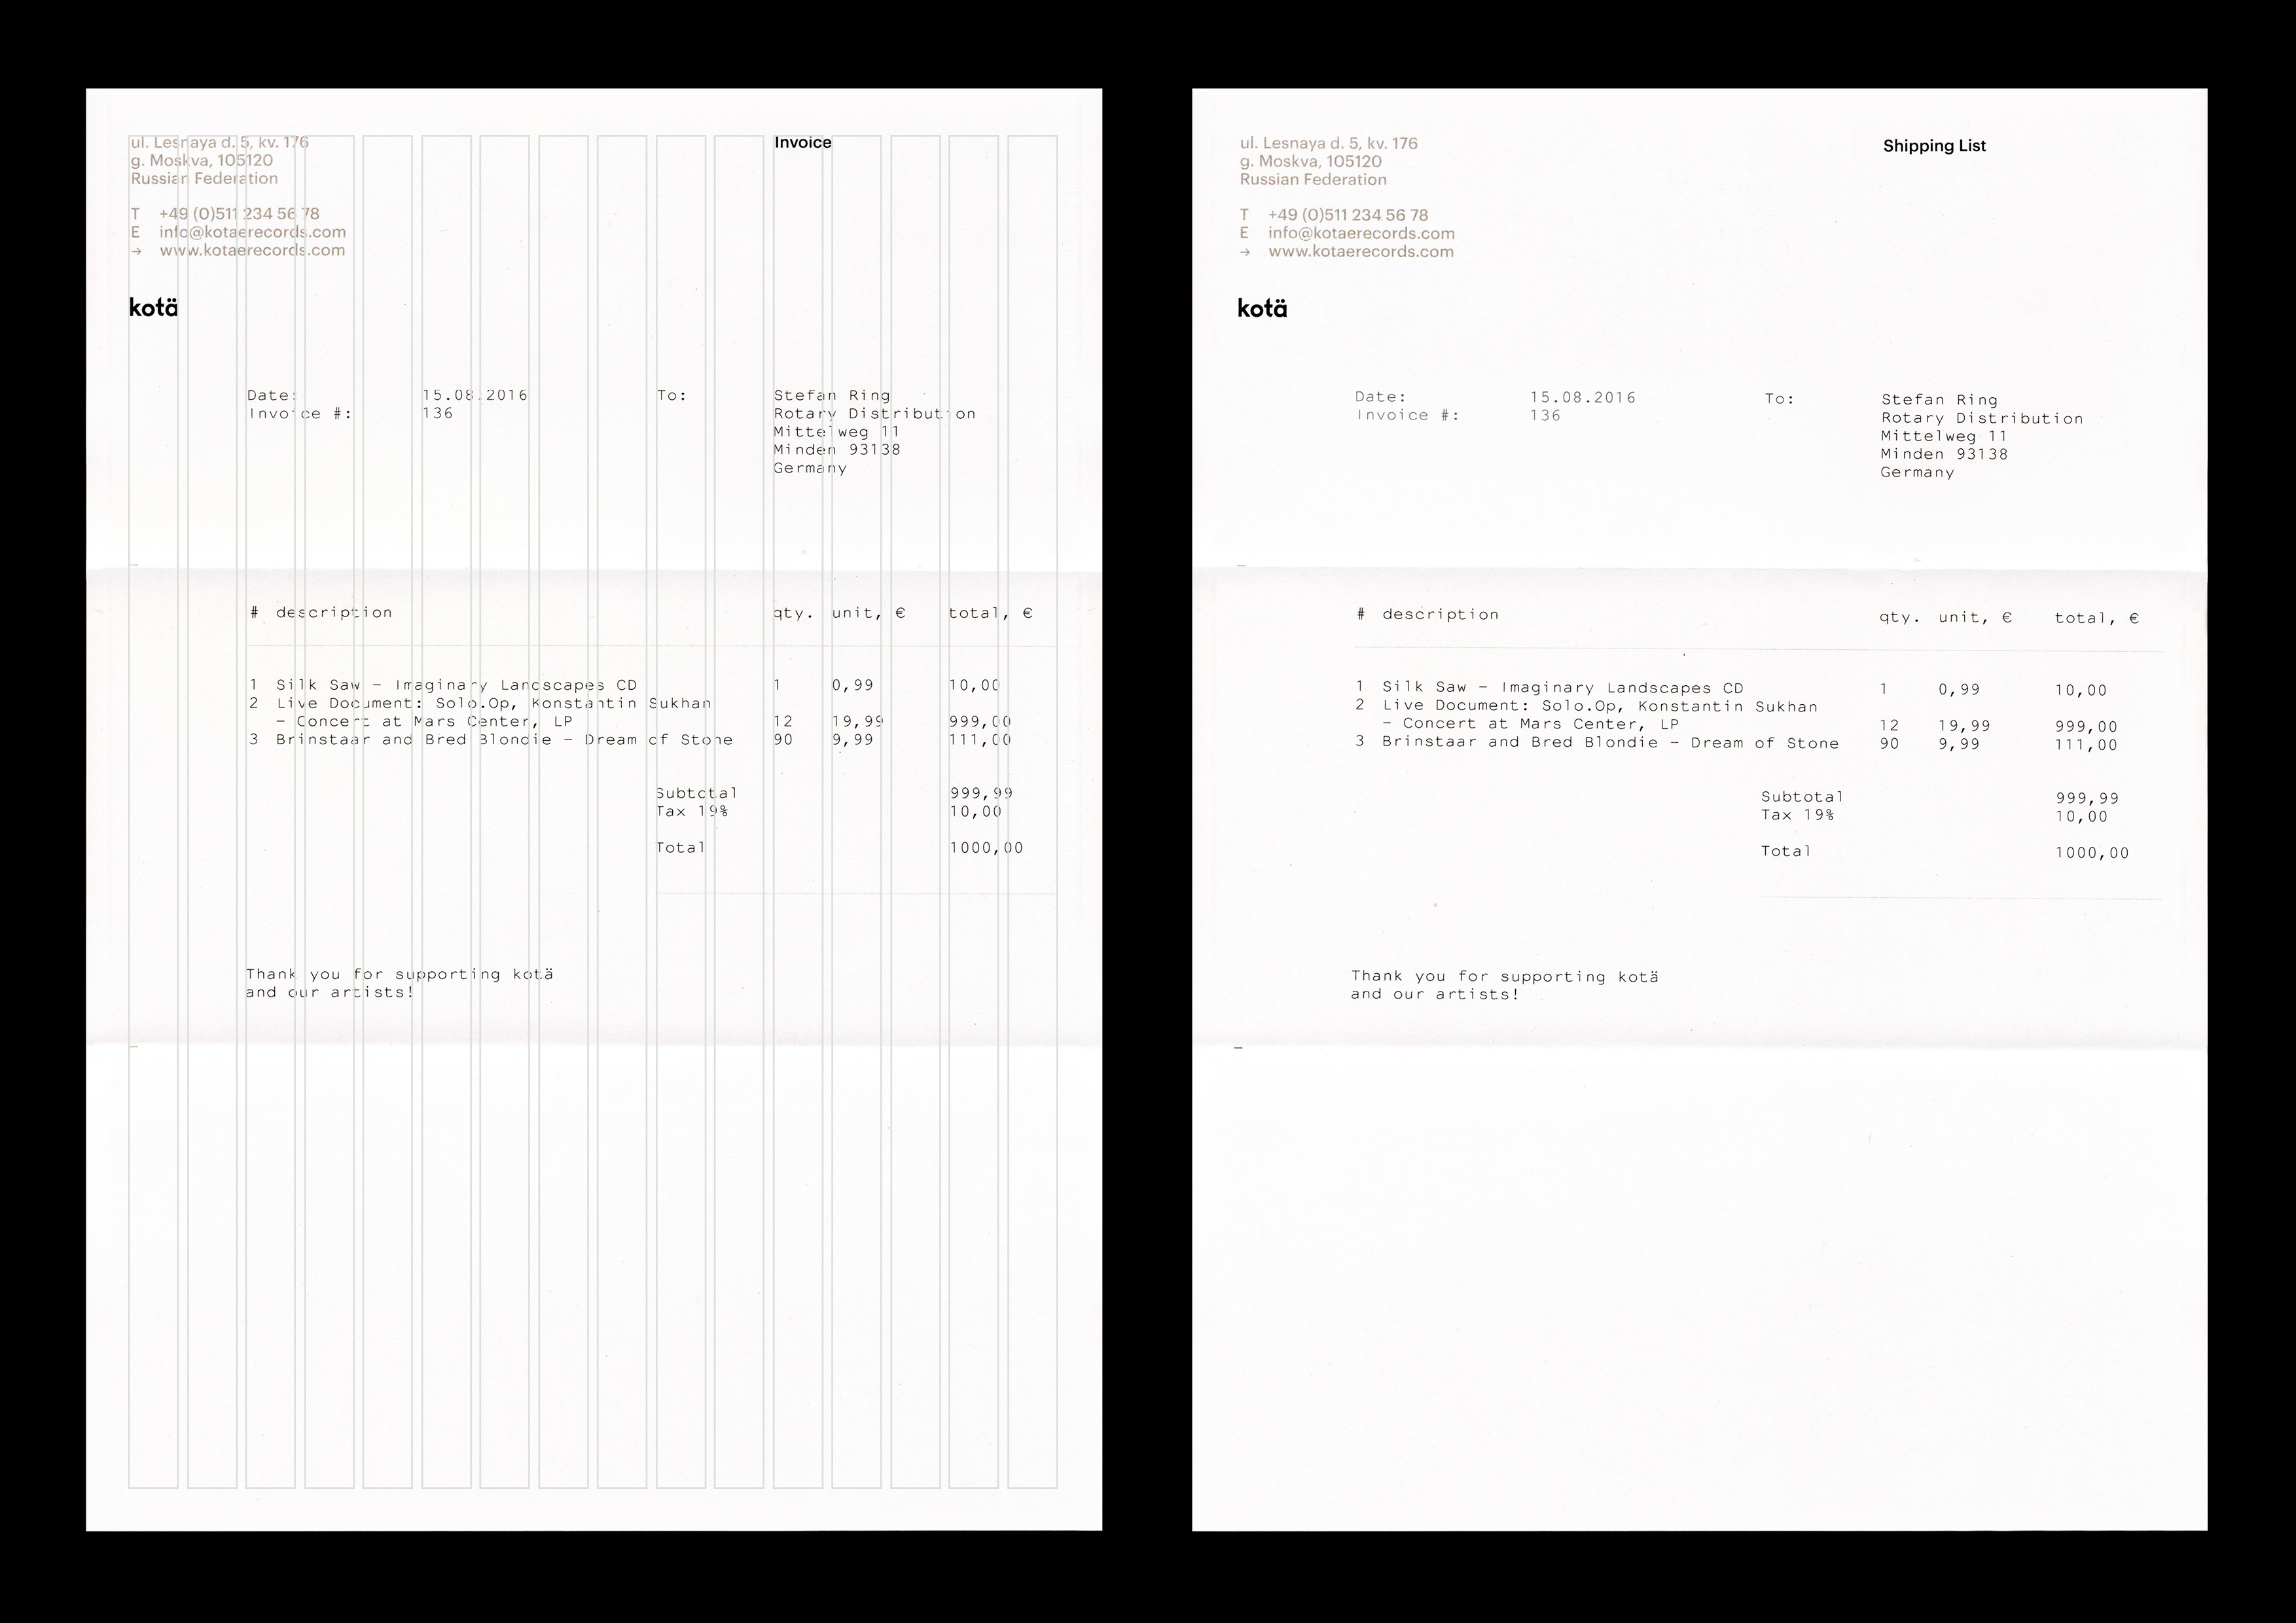 ul. Lesnaya d. 5, kv. 176
g. Moskva, 105120
Russian Federation
T +49 (0)511 234 56 78
E info@kotaerecords.com
→ www.kotaerecords.com
kotä
Invoice
Date: 15.08.2016
Invoice #: 136
To: Stefan Ring
Rotary Distribution
Mittelweg 11
Minden 93138
Germany
# description qty. unit, € total, €
1 Silk Saw – Imaginary Landscapes CD 1 0,99 10,00
2 Live Document: Solo.Op, Konstantin Sukhan
– Concert at Mars Center, LP 12 19,99 999,00
3 Brinstaar and Bred Blondie – Dream of Stone 90 9,99 111,00
Subtotal 999,99
Tax 19% 10,00
Total 1000,00
Thank you for supporting kotä
and our artists!
ul. Lesnaya d. 5, kv. 176
g. Moskva, 105120
Russian Federation
T +49 (0)511 234 56 78
E info@kotaerecords.com
→ www.kotaerecords.com
kotä
Shipping List
Date: 15.08.2016
Invoice #: 136
To: Stefan Ring
Rotary Distribution
Mittelweg 11
Minden 93138
Germany
# description qty. unit, € total, €
1 Silk Saw – Imaginary Landscapes CD 1 0,99 10,00
2 Live Document: Solo.Op, Konstantin Sukhan
– Concert at Mars Center, LP 12 19,99 999,00
3 Brinstaar and Bred Blondie – Dream of Stone 90 9,99 111,00
Subtotal 999,99
Tax 19% 10,00
Total 1000,00
Thank you for supporting kotä
and our artists!